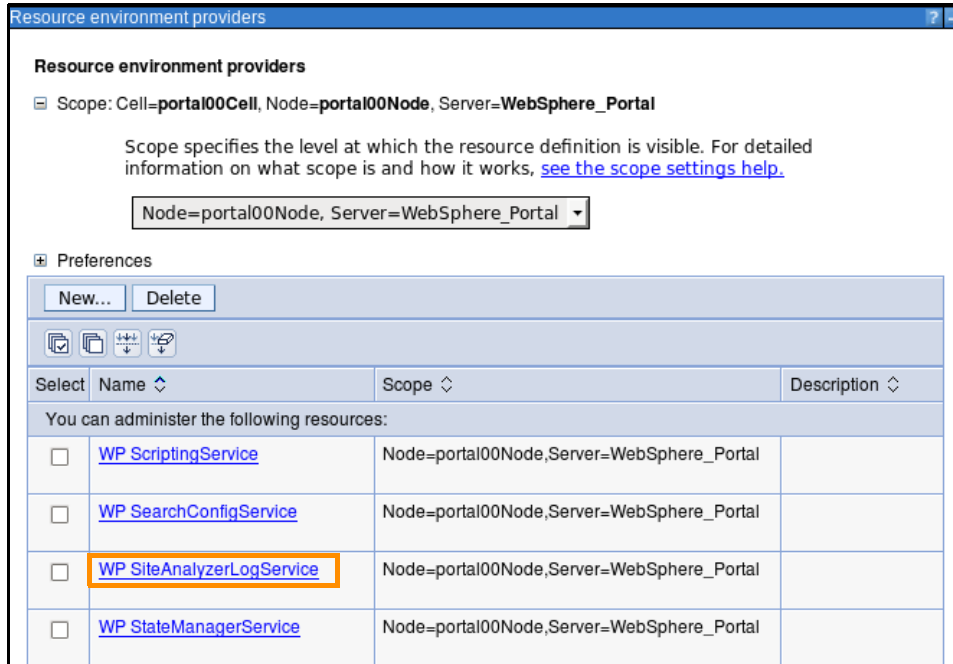 Resource environment providers
?
Resource environment providers
Scope: Cell=portal00Cell, Node=portal00Node, Server=WebSphere_Portal
Scope specifies the level at which the resource definition is visible. For detailed
information on what scope is and how it works, see the scope settings help.
Node=portal00Node, Server=WebSphere_Portal
Preferences
New... Delete
Select Name Scope Description
You can administer the following resources:
WP ScriptingService Node=portal00Node,Server=WebSphere_Portal
WP SearchConfigService Node=portal00Node,Server=WebSphere_Portal
WP SiteAnalyzerLogService Node=portal00Node,Server=WebSphere_Portal
WP StateManagerService Node=portal00Node,Server=WebSphere_Portal